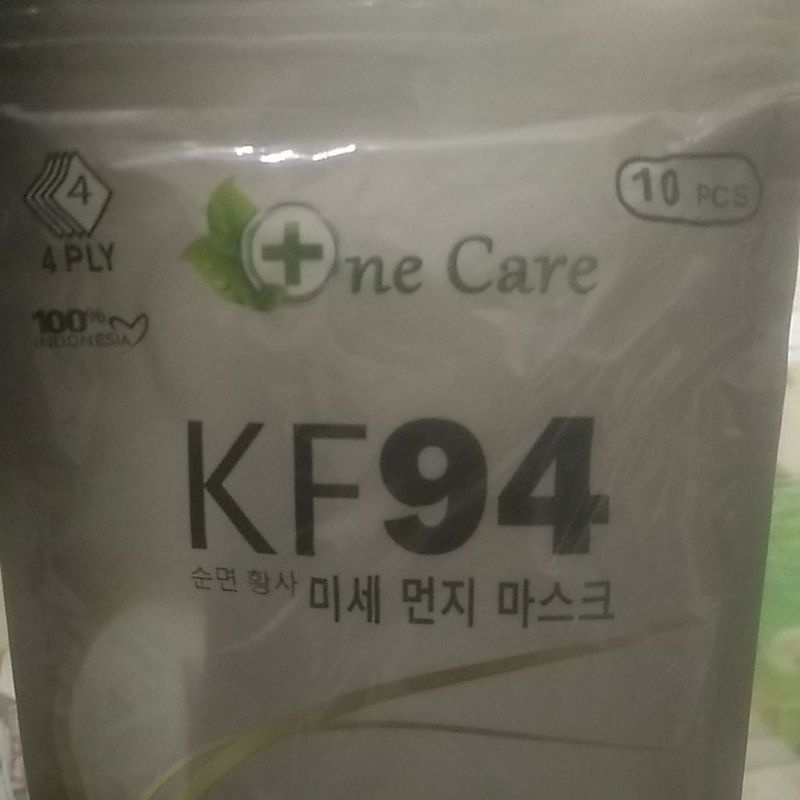 4
4 PLY
100%
INDONESIA
One Care
10 PCS
KF94
순면 황사 미세 먼지 마스크